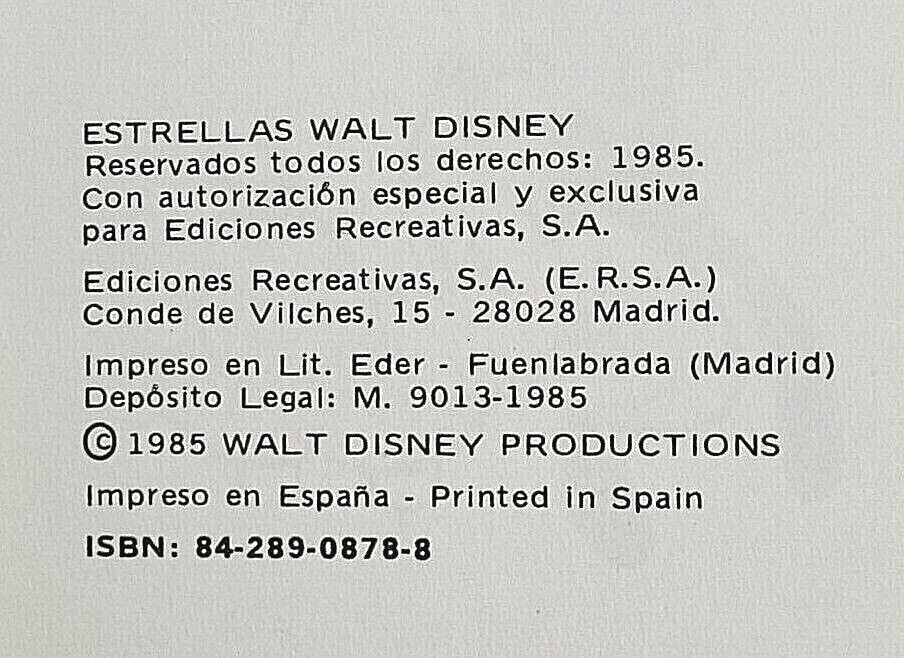 ESTRELLAS WALT DISNEY
Reservados todos los derechos: 1985.
Con autorización especial y exclusiva
para Ediciones Recreativas, S.A.
Ediciones Recreativas, S.A. (E.R.S.A.)
Conde de Vilches, 15 - 28028 Madrid.
Impreso en Lit. Eder - Fuenlabrada (Madrid)
Depósito Legal: M. 9013-1985
© 1985 WALT DISNEY PRODUCTIONS
Impreso en España - Printed in Spain
ISBN: 84-289-0878-8